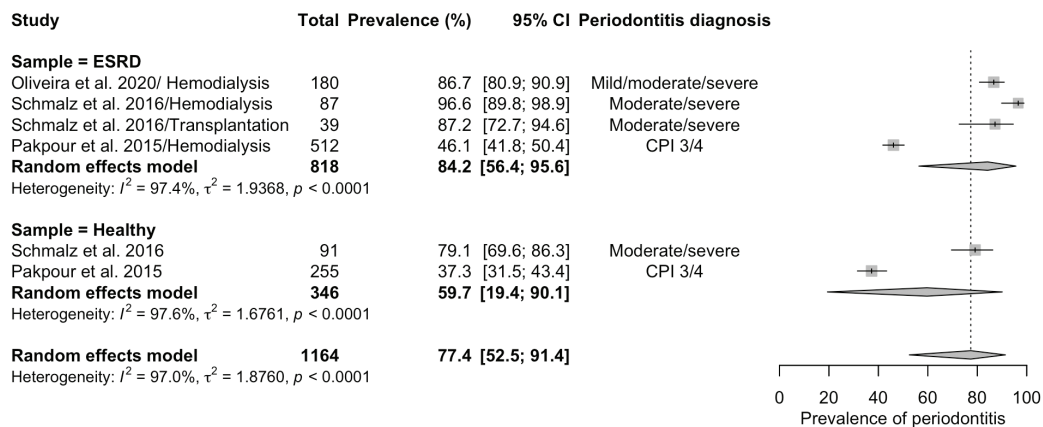 Study Total Prevalence (%) 95% CI Periodontitis diagnosis
Sample = ESRD
Oliveira et al. 2020/ Hemodialysis 180 86.7 [80.9; 90.9] Mild/moderate/severe
Schmalz et al. 2016/Hemodialysis 87 96.6 [89.8; 98.9] Moderate/severe
Schmalz et al. 2016/Transplantation 39 87.2 [72.7; 94.6] Moderate/severe
Pakpour et al. 2015/Hemodialysis 512 46.1 [41.8; 50.4] CPI 3/4
Random effects model 818 84.2 [56.4; 95.6]
Heterogeneity: I² = 97.4%, τ² = 1.9368, p < 0.0001
Sample = Healthy
Schmalz et al. 2016 91 79.1 [69.6; 86.3] Moderate/severe
Pakpour et al. 2015 255 37.3 [31.5; 43.4] CPI 3/4
Random effects model 346 59.7 [19.4; 90.1]
Heterogeneity: I² = 97.6%, τ² = 1.6761, p < 0.0001
Random effects model 1164 77.4 [52.5; 91.4]
Heterogeneity: I² = 97.0%, τ² = 1.8760, p < 0.0001
0 20 40 60 80 100
Prevalence of periodontitis